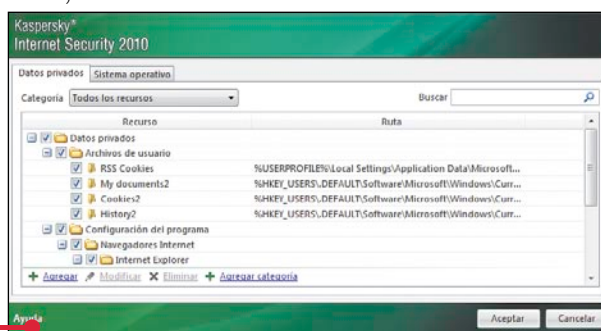 Kaspersky®
Internet Security 2010
Datos privados Sistema operativo
Categoría Todos los recursos Buscar
Recurso Ruta
Datos privados
Archivos de usuario
RSS Cookies %USERPROFILE%\Local Settings\Application Data\Microsoft...
My documents2 %HKEY_USERS\.DEFAULT\Software\Microsoft\Windows\Curr...
Cookies2 %HKEY_USERS\.DEFAULT\Software\Microsoft\Windows\Curr...
History2 %HKEY_USERS\.DEFAULT\Software\Microsoft\Windows\Curr...
Configuración del programa
Navegadores Internet
Internet Explorer
Agregar Modificar Eliminar Agregar categoría
Ayuda Aceptar Cancelar